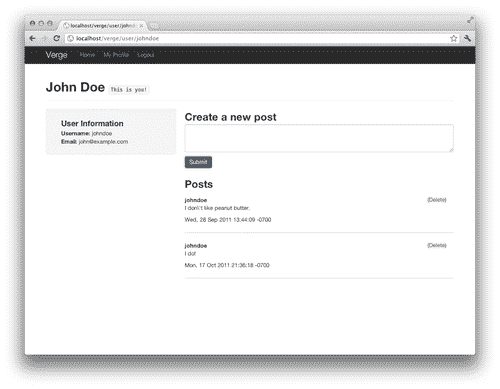 localhost/verge/user/johndo
localhost/verge/user/johndoe
Verge Home My Profile Logout
John Doe This is you!
User Information
Username: johndoe
Email: john@example.com
Create a new post
Submit
Posts
johndoe (Delete)
I don\'t like peanut butter.
Wed, 28 Sep 2011 13:44:09 -0700
johndoe (Delete)
I do!
Mon, 17 Oct 2011 21:36:18 -0700